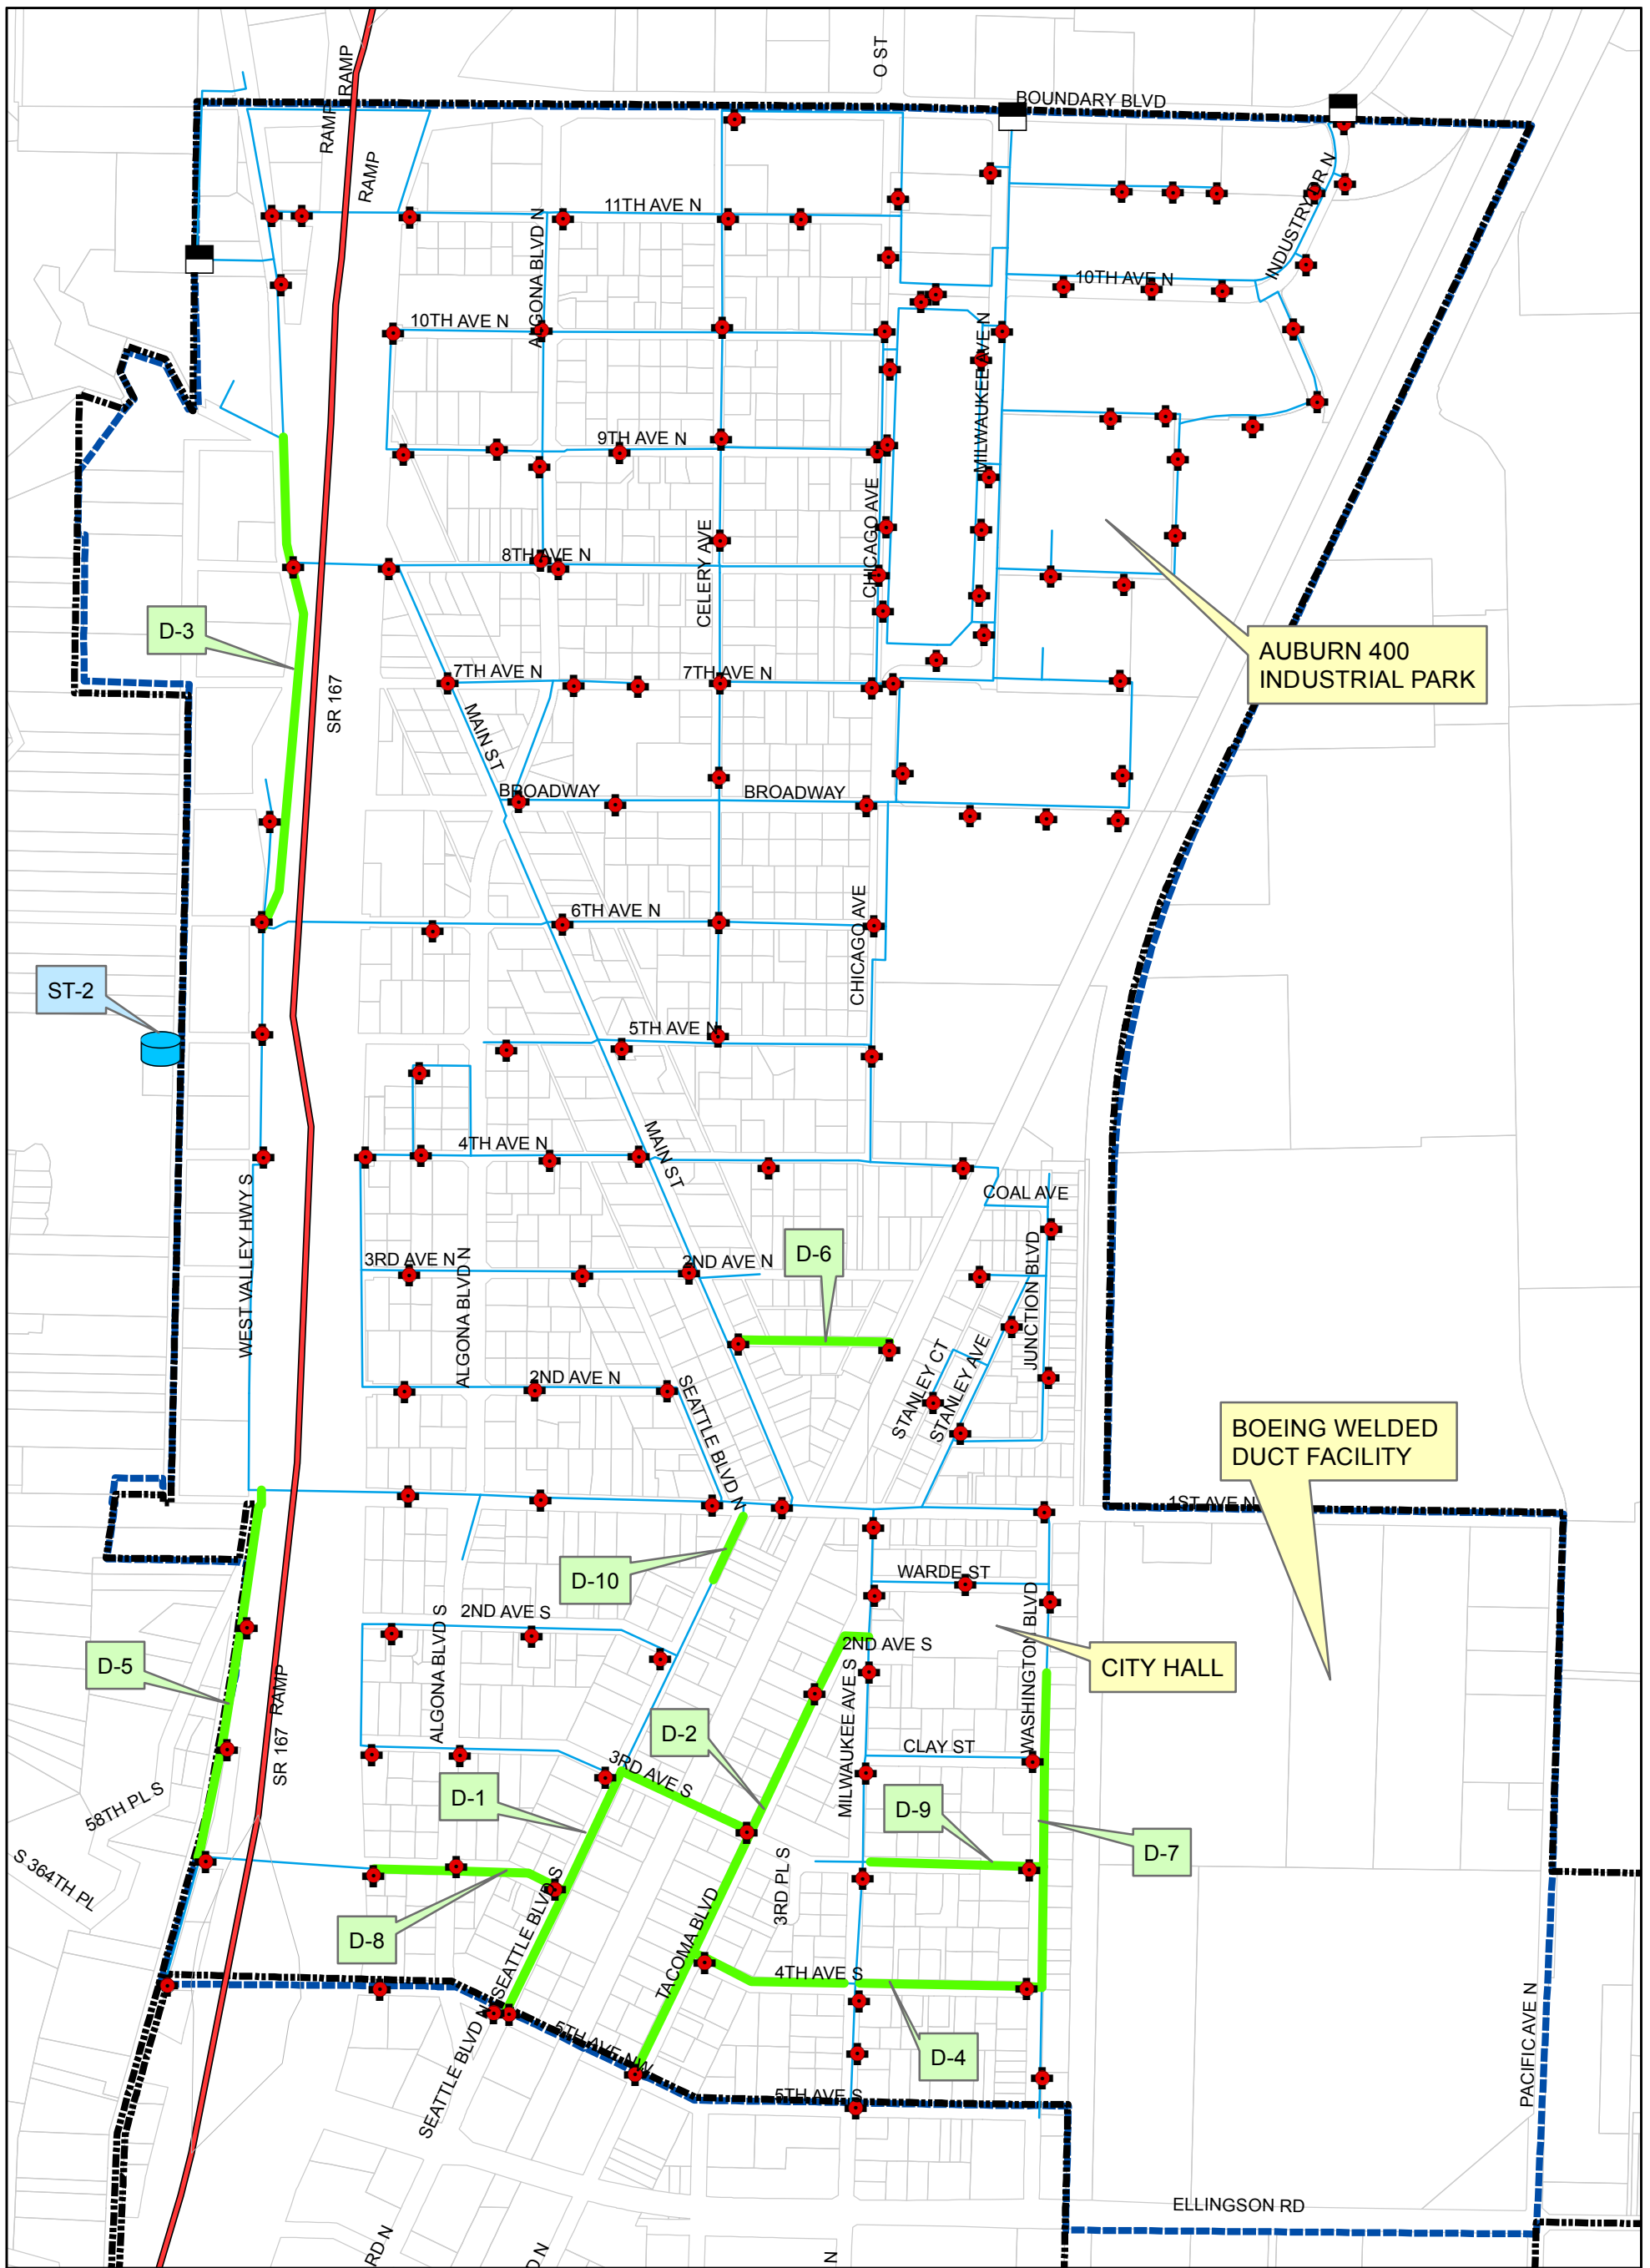 O ST
RAMP
BOUNDARY BLVD
RAMP
RAMP
INDUSTRY DR N
11TH AVE N
ALGONA BLVD N
10TH AVE N
10TH AVE N
MILWAUKEE AVE N
9TH AVE N
CELERY AVE
CHICAGO AVE
8TH AVE N
D-3
AUBURN 400
INDUSTRIAL PARK
7TH AVE N
7TH AVE N
SR 167
MAIN ST
BROADWAY
BROADWAY
6TH AVE N
CHICAGO AVE
ST-2
5TH AVE N
4TH AVE N
MAIN ST
COAL AVE
WEST VALLEY HWY S
3RD AVE N
ALGONA BLVD N
2ND AVE N
D-6
JUNCTION BLVD
STANLEY CT
STANLEY AVE
2ND AVE N
SEATTLE BLVD N
BOEING WELDED
DUCT FACILITY
1ST AVE N
D-10
WARDE ST
2ND AVE S
ALGONA BLVD S
2ND AVE S
WASHINGTON BLVD
CITY HALL
D-5
RAMP
SR 167
D-2
MILWAUKEE AVE S
CLAY ST
3RD AVE S
D-1
D-9
58TH PL S
D-7
S 364TH PL
3RD PL S
D-8
SEATTLE BLVD S
TACOMA BLVD
4TH AVE S
SEATTLE BLVD N
5TH AVE NW
D-4
5TH AVE S
PACIFIC AVE N
ELLINGSON RD
RD N
D N
N